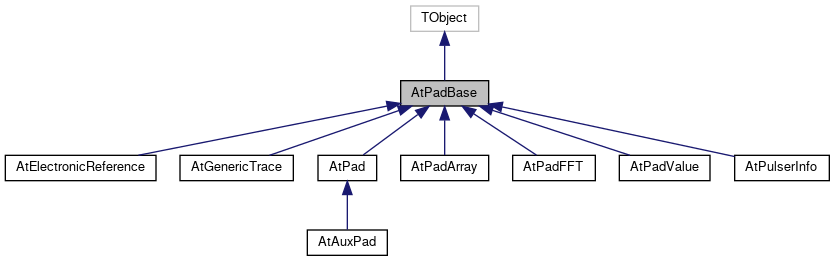 TObject
AtPadBase
AtElectronicReference
AtGenericTrace
AtPad
AtPadArray
AtPadFFT
AtPadValue
AtPulserInfo
AtAuxPad